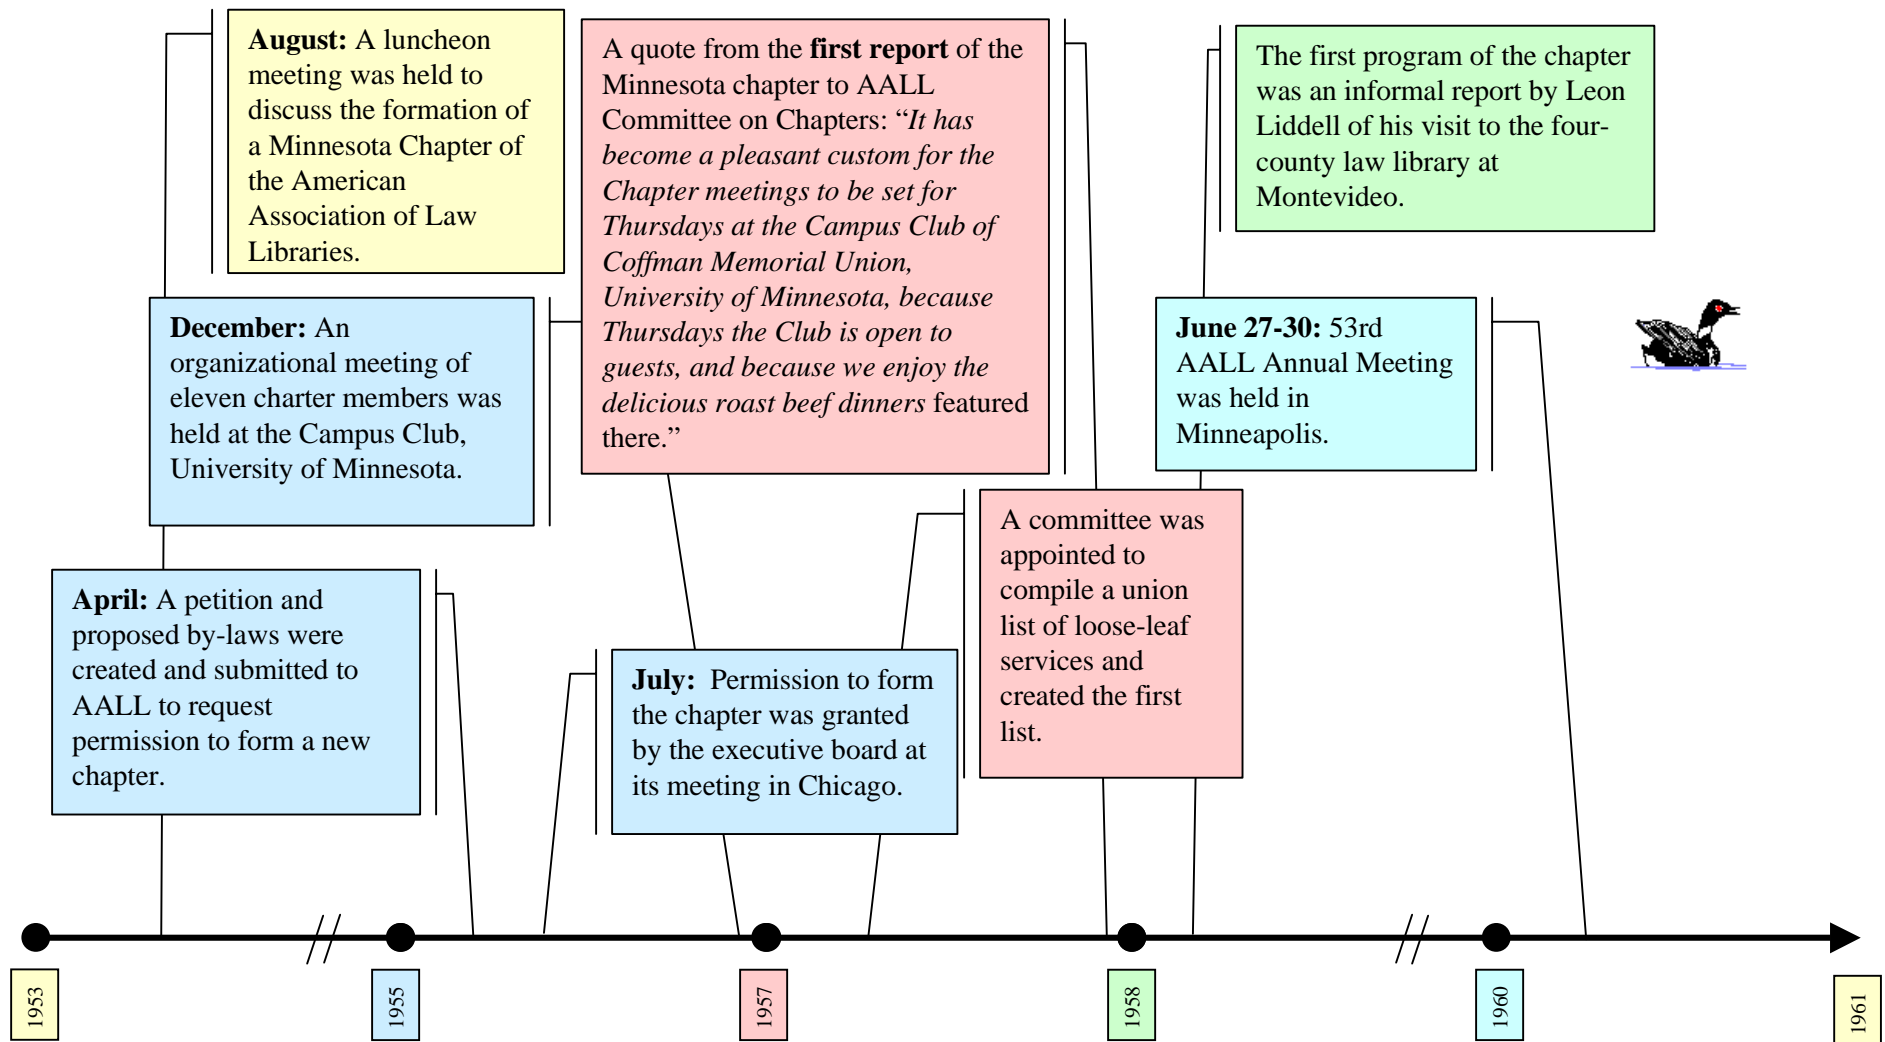 August: A luncheon
meeting was held to
discuss the formation of
a Minnesota Chapter of
the American
Association of Law
Libraries.
A quote from the first report of the
Minnesota chapter to AALL
Committee on Chapters: “It has
become a pleasant custom for the
Chapter meetings to be set for
Thursdays at the Campus Club of
Coffman Memorial Union,
University of Minnesota, because
Thursdays the Club is open to
guests, and because we enjoy the
delicious roast beef dinners featured
there.”
The first program of the chapter
was an informal report by Leon
Liddell of his visit to the four-
county law library at
Montevideo.
December: An
organizational meeting of
eleven charter members was
held at the Campus Club,
University of Minnesota.
June 27-30: 53rd
AALL Annual Meeting
was held in
Minneapolis.
A committee was
appointed to
compile a union
list of loose-leaf
services and
created the first
list.
April: A petition and
proposed by-laws were
created and submitted to
AALL to request
permission to form a new
chapter.
July: Permission to form
the chapter was granted
by the executive board at
its meeting in Chicago.
1953
1955
1957
1958
1960
1961